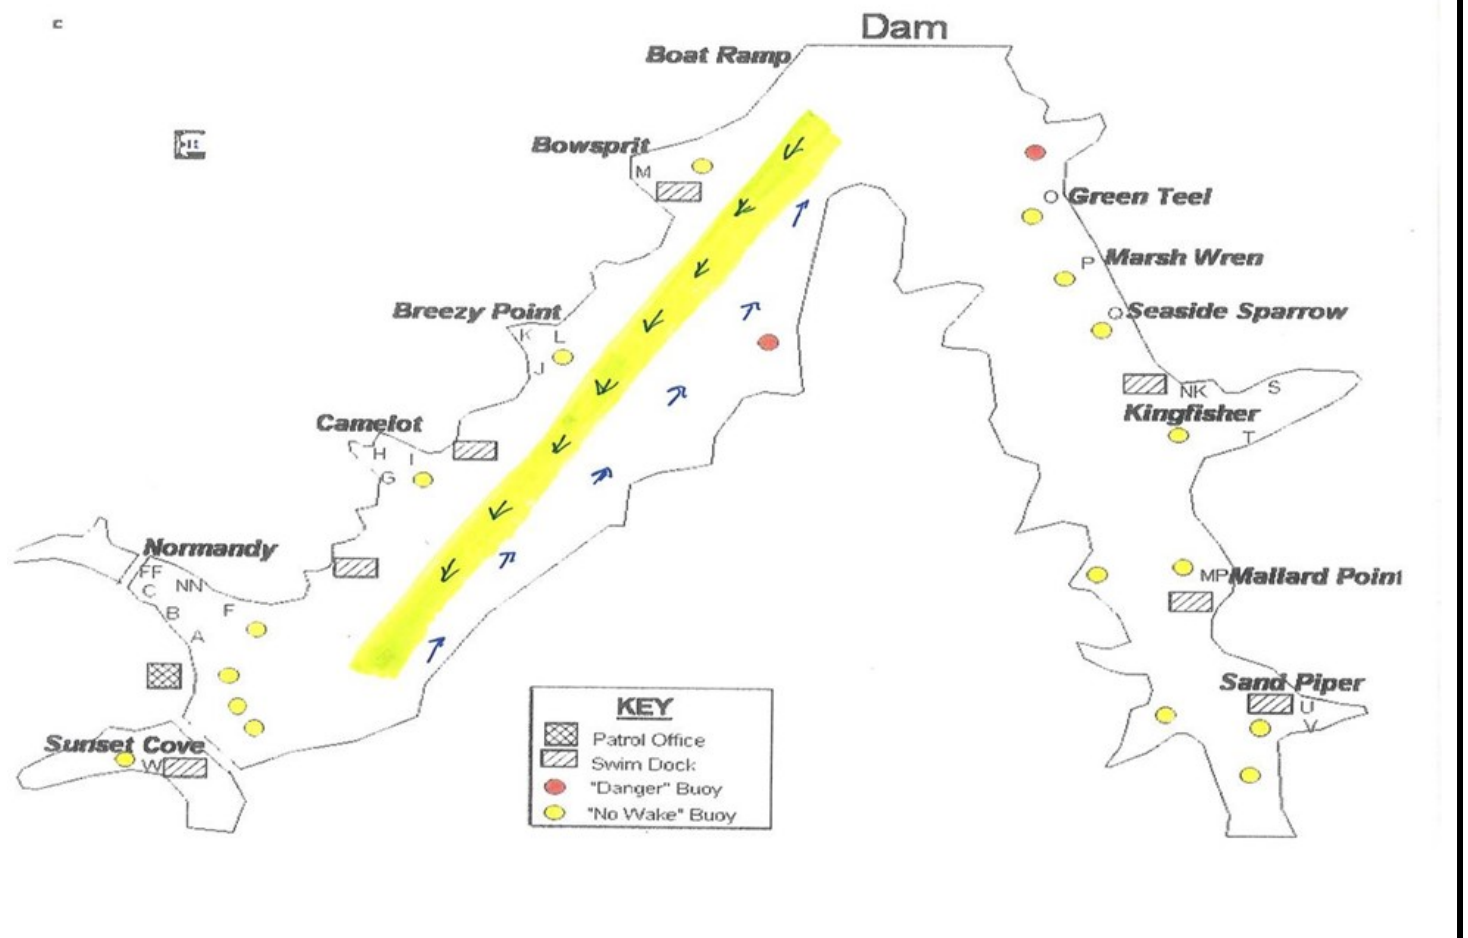 c
Dam
Boat Ramp
Bowsprit
M
Green Teel
O
P Marsh Wren
Breezy Point
K L
J
O Seaside Sparrow
NK S
Kingfisher
T
Camelot
H I
G
Normandy
FF
NN
C
B F
A
MP Mallard Point
Sand Piper
U
V
Sunset Cove
W
KEY
Patrol Office
Swim Dock
"Danger" Buoy
"No Wake" Buoy